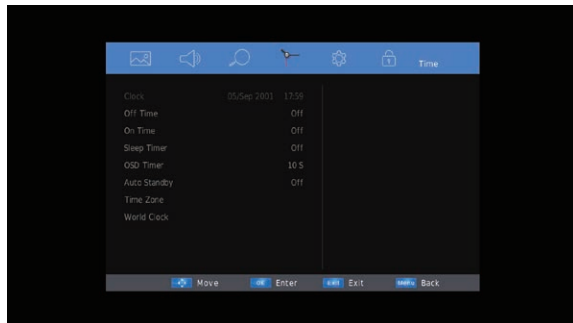 Time
Clock 05/Sep 2001 17:59
Off Time Off
On Time Off
Sleep Timer Off
OSD Timer 10 S
Auto Standby Off
Time Zone
World Clock
Move OK Enter Exit Exit Menu Back